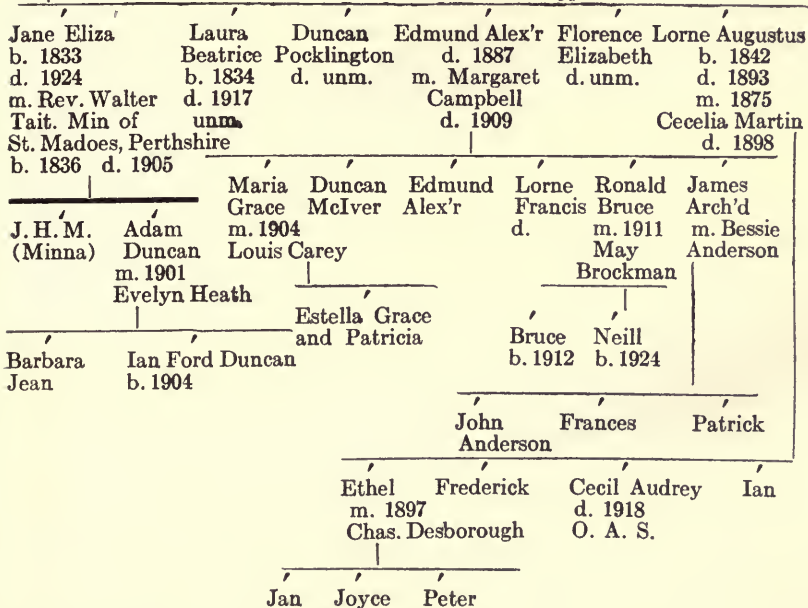 Jane Eliza
b. 1833
d. 1924
m. Rev. Walter
Tait. Min of
St. Madoes, Perthshire
b. 1836 d. 1905
Laura
Beatrice
b. 1834
d. 1917
unm.
Duncan
Pocklington
d. unm.
Edmund Alex'r
d. 1887
m. Margaret
Campbell
d. 1909
Florence
Elizabeth
d. unm.
Lorne Augustus
b. 1842
d. 1893
m. 1875
Cecelia Martin
d. 1898
J. H. M.
(Minna)
Adam
Duncan
m. 1901
Evelyn Heath
Maria
Grace
m. 1904
Louis Carey
Duncan
McIver
Edmund
Alex'r
Lorne
Francis
d.
Ronald
Bruce
m. 1911
May
Brockman
James
Arch'd
m. Bessie
Anderson
Barbara
Jean
Ian Ford Duncan
b. 1904
Estella Grace
and Patricia
Bruce
b. 1912
Neill
b. 1924
John
Anderson
Frances
Patrick
Ethel
m. 1897
Chas. Desborough
Frederick
Cecil Audrey
d. 1918
O. A. S.
Ian
Jan
Joyce
Peter